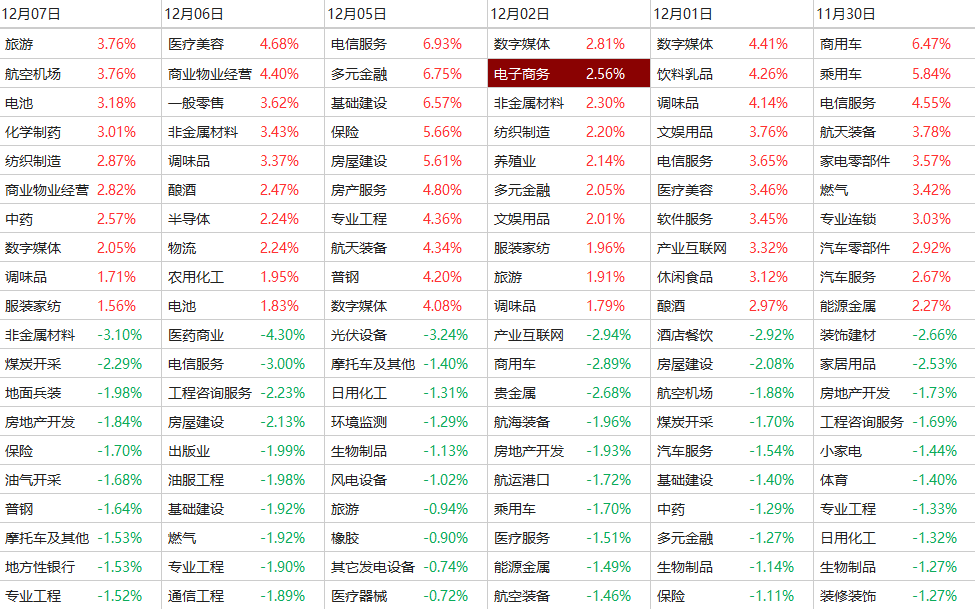 12月07日 12月06日 12月05日 12月02日 12月01日 11月30日
旅游 3.76% 医疗美容 4.68% 电信服务 6.93% 数字媒体 2.81% 数字媒体 4.41% 商用车 6.47%
航空机场 3.76% 商业物业经营 4.40% 多元金融 6.75% 电子商务 2.56% 饮料乳品 4.26% 乘用车 5.84%
电池 3.18% 一般零售 3.62% 基础建设 6.57% 非金属材料 2.30% 调味品 4.14% 电信服务 4.55%
化学制药 3.01% 非金属材料 3.43% 保险 5.66% 纺织制造 2.20% 文娱用品 3.76% 航天装备 3.78%
纺织制造 2.87% 调味品 3.37% 房屋建设 5.61% 养殖业 2.14% 电信服务 3.65% 家电零部件 3.57%
商业物业经营 2.82% 酿酒 2.47% 房产服务 4.80% 多元金融 2.05% 医疗美容 3.46% 燃气 3.42%
中药 2.57% 半导体 2.24% 专业工程 4.36% 文娱用品 2.01% 软件服务 3.45% 专业连锁 3.03%
数字媒体 2.05% 物流 2.24% 航天装备 4.34% 服装家纺 1.96% 产业互联网 3.32% 汽车零部件 2.92%
调味品 1.71% 农用化工 1.95% 普钢 4.20% 旅游 1.91% 休闲食品 3.12% 汽车服务 2.67%
服装家纺 1.56% 电池 1.83% 数字媒体 4.08% 调味品 1.79% 酿酒 2.97% 能源金属 2.27%
非金属材料 -3.10% 医药商业 -4.30% 光伏设备 -3.24% 产业互联网 -2.94% 酒店餐饮 -2.92% 装饰建材 -2.66%
煤炭开采 -2.29% 电信服务 -3.00% 摩托车及其他 -1.40% 商用车 -2.89% 房屋建设 -2.08% 家居用品 -2.53%
地面兵装 -1.98% 工程咨询服务 -2.23% 日用化工 -1.31% 贵金属 -2.68% 航空机场 -1.88% 房地产开发 -1.73%
房地产开发 -1.84% 房屋建设 -2.13% 环境监测 -1.29% 航海装备 -1.96% 煤炭开采 -1.70% 工程咨询服务 -1.69%
保险 -1.70% 出版业 -1.99% 生物制品 -1.13% 房地产开发 -1.93% 汽车服务 -1.54% 小家电 -1.44%
油气开采 -1.68% 油服工程 -1.98% 风电设备 -1.02% 航运港口 -1.72% 基础建设 -1.40% 体育 -1.40%
普钢 -1.64% 基础建设 -1.92% 旅游 -0.94% 乘用车 -1.70% 中药 -1.29% 专业工程 -1.33%
摩托车及其他 -1.53% 燃气 -1.92% 橡胶 -0.90% 医疗服务 -1.51% 多元金融 -1.27% 日用化工 -1.32%
地方性银行 -1.53% 专业工程 -1.90% 其它发电设备 -0.74% 能源金属 -1.49% 生物制品 -1.14% 生物制品 -1.27%
专业工程 -1.52% 通信工程 -1.89% 医疗器械 -0.72% 航空装备 -1.46% 保险 -1.11% 装修装饰 -1.27%